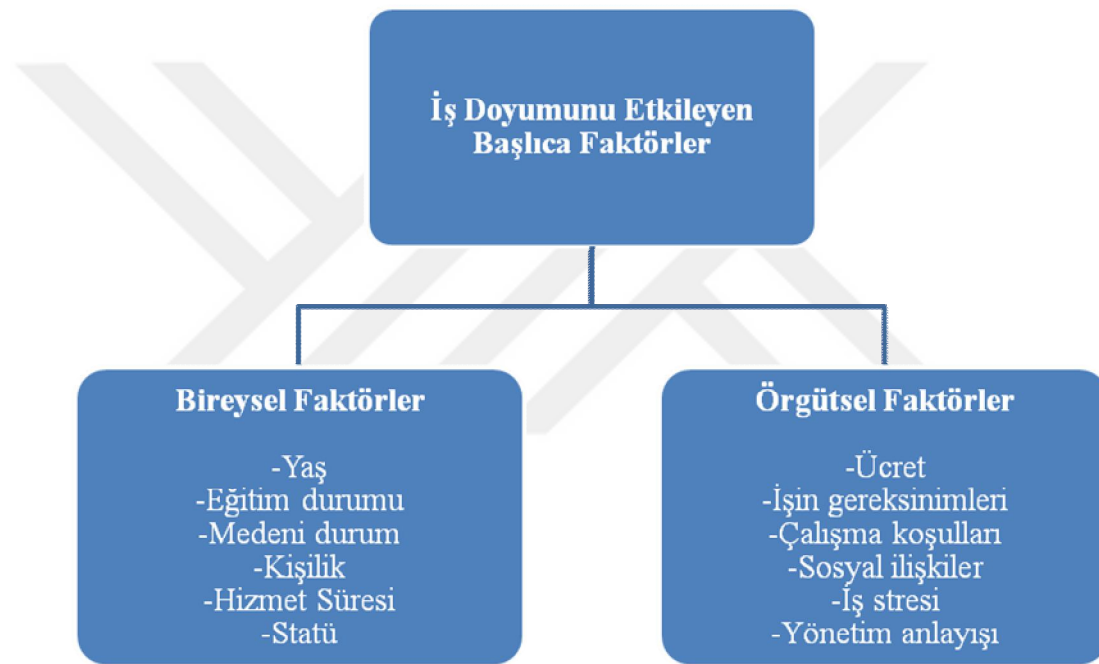 İş Doyumunu Etkileyen
Başlıca Faktörler
Bireysel Faktörler
-Yaş
-Eğitim durumu
-Medeni durum
-Kişilik
-Hizmet Süresi
-Statü
Örgütsel Faktörler
-Ücret
-İşin gereksinimleri
-Çalışma koşulları
-Sosyal ilişkiler
-İş stresi
-Yönetim anlayışı